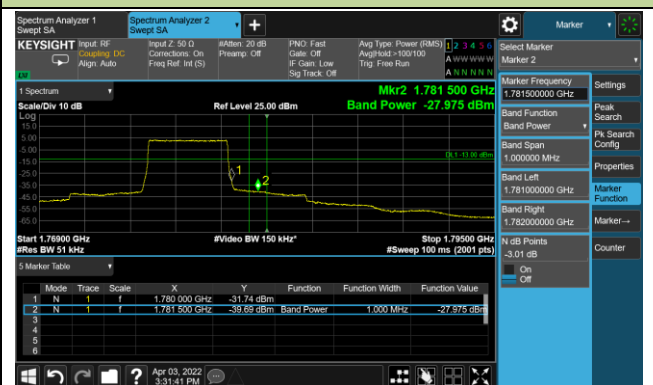 Spectrum Analyzer 1
Swept SA
Spectrum Analyzer 2
Swept SA
Marker
KEYSIGHT
Input: RF
Coupling: DC
Align: Auto
Input Z: 50 Ω
Corrections: On
Freq Ref: Int (S)
#Atten: 20 dB
Preamp: Off
PNO: Fast
Gate: Off
IF Gain: Low
Sig Track: Off
Avg Type: Power (RMS)
Avg|Hold:>100/100
Trig: Free Run
1 2 3 4 5 6
A W W W W W
A N N N N N
Select Marker
Marker 2
1 Spectrum
Mkr2 1.781 500 GHz
Scale/Div 10 dB
Ref Level 25.00 dBm
Band Power -27.975 dBm
Log
15.0
5.00
-5.00
-15.0
-25.0
-35.0
-45.0
-55.0
-65.0
DL1 -13.00 dBm
1
2
Start 1.76900 GHz
#Video BW 150 kHz*
Stop 1.79500 GHz
#Res BW 51 kHz
#Sweep 100 ms (2001 pts)
5 Marker Table
Mode Trace Scale X Y Function Function Width Function Value
1 N 1 f 1.780 000 GHz -31.74 dBm
2 N 1 f 1.781 500 GHz -39.69 dBm Band Power 1.000 MHz -27.975 dBm
3
4
5
6
Marker Frequency
1.781500000 GHz
Band Function
Band Power
Band Span
1.000000 MHz
Band Left
1.781000000 GHz
Band Right
1.782000000 GHz
N dB Points
-3.01 dB
On
Off
Settings
Peak
Search
Pk Search
Config
Properties
Marker
Function
Marker→
Counter
?
Apr 03, 2022
3:31:41 PM